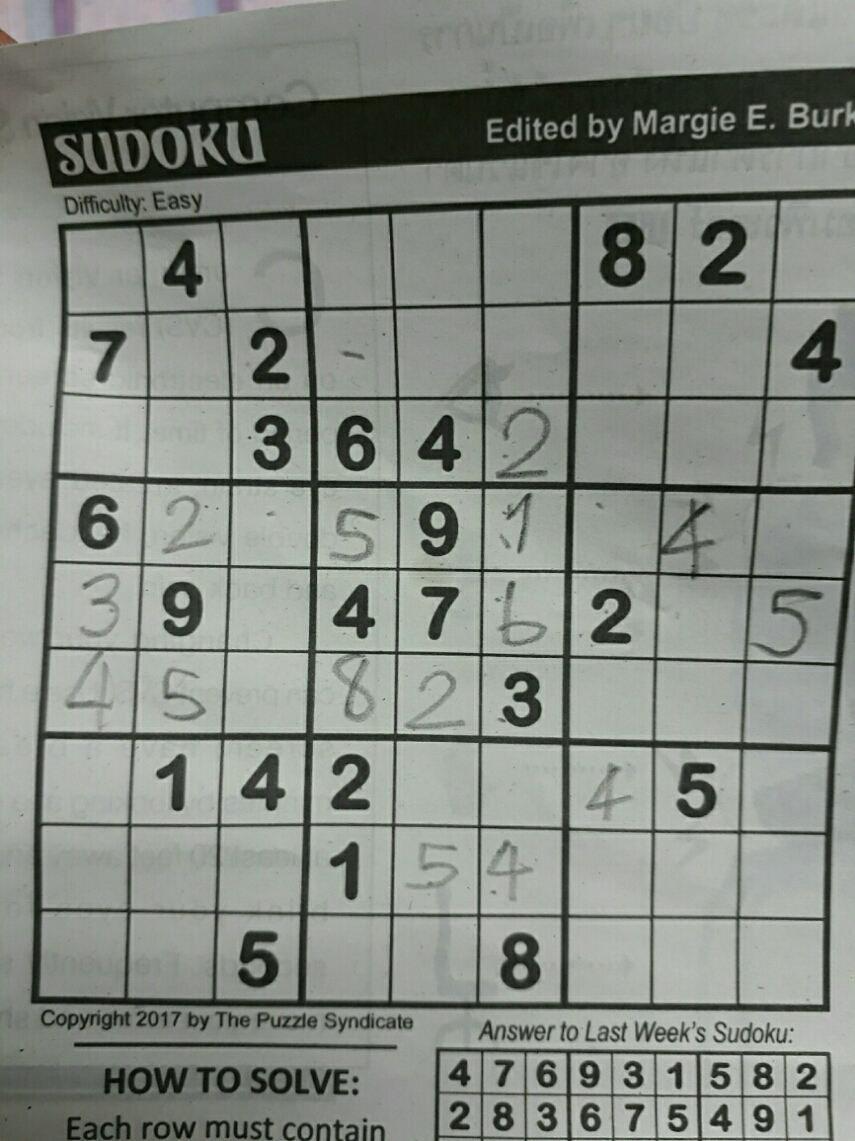 SUDOKU
Edited by Margie E. Burk
Difficulty: Easy
4 8 2
7 2 - 4
3 6 4 2
6 2 5 9 1 4
3 9 4 7 6 2 5
4 5 8 2 3
1 4 2 4 5
1 5 4
5 8
Copyright 2017 by The Puzzle Syndicate
HOW TO SOLVE:
Each row must contain
Answer to Last Week's Sudoku:
4 7 6 9 3 1 5 8 2
2 8 3 6 7 5 4 9 1